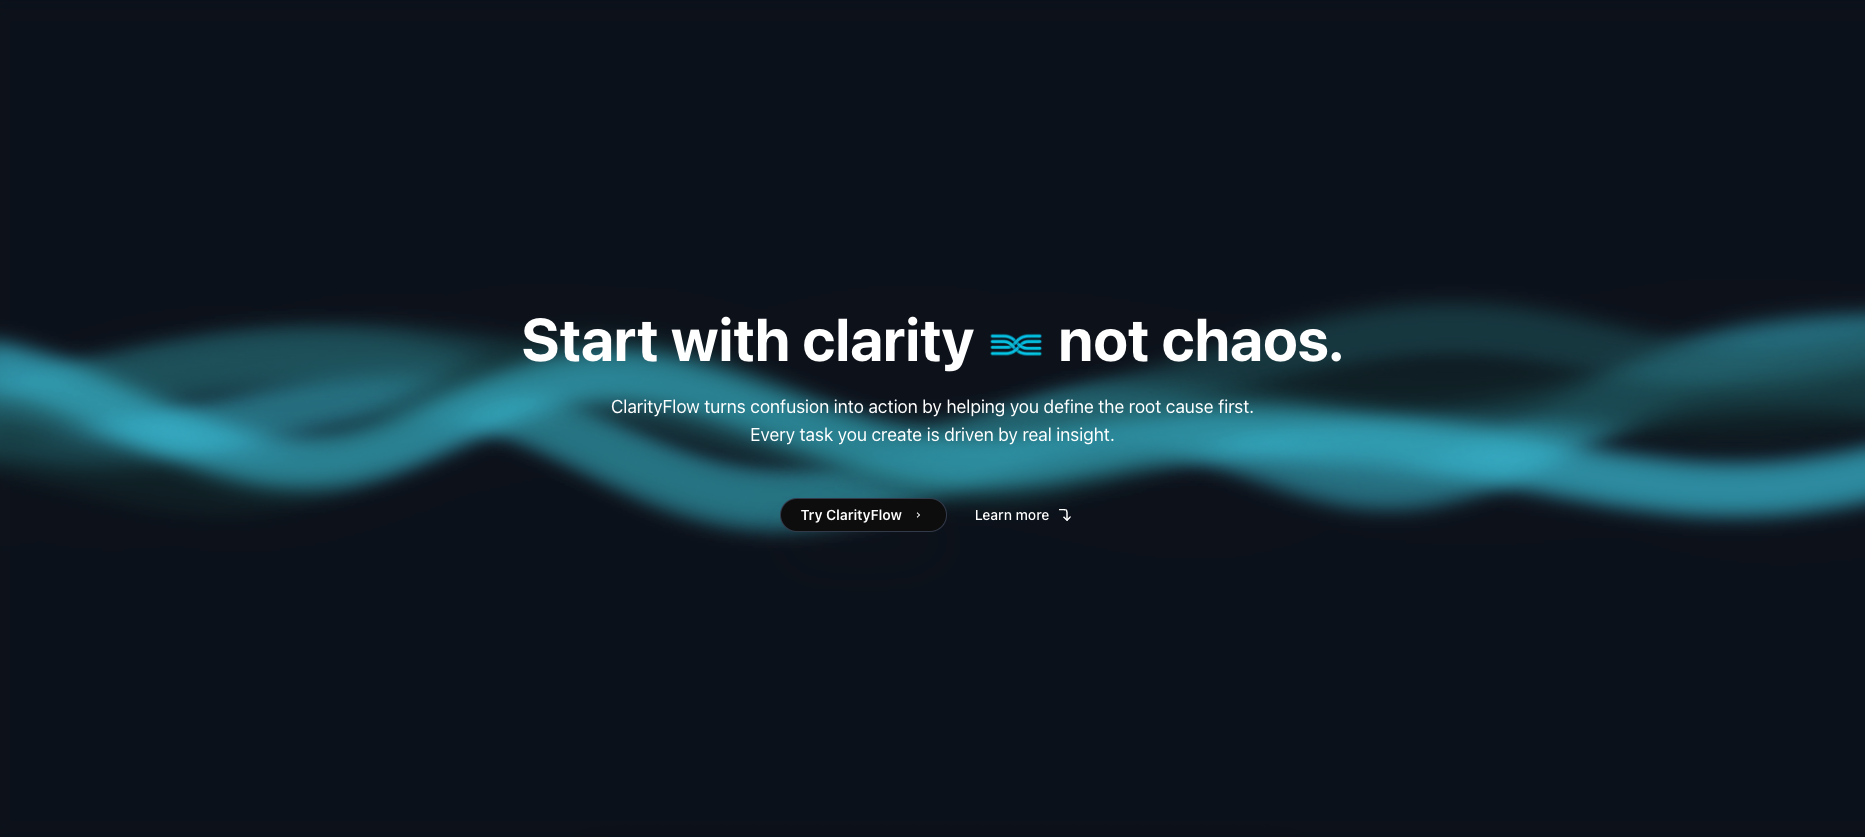 Start with clarity not chaos.
ClarityFlow turns confusion into action by helping you define the root cause first.
Every task you create is driven by real insight.
Try ClarityFlow
Learn more